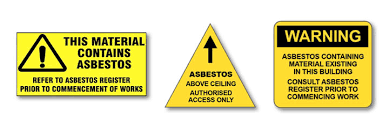 THIS MATERIAL
CONTAINS
ASBESTOS
REFER TO ASBESTOS REGISTER
PRIOR TO COMMENCEMENT OF WORKS
ASBESTOS
ABOVE CEILING
AUTHORISED
ACCESS ONLY
WARNING
ASBESTOS CONTAINING
MATERIAL EXISTING
IN THIS BUILDING
CONSULT ASBESTOS
REGISTER PRIOR TO
COMMENCING WORK